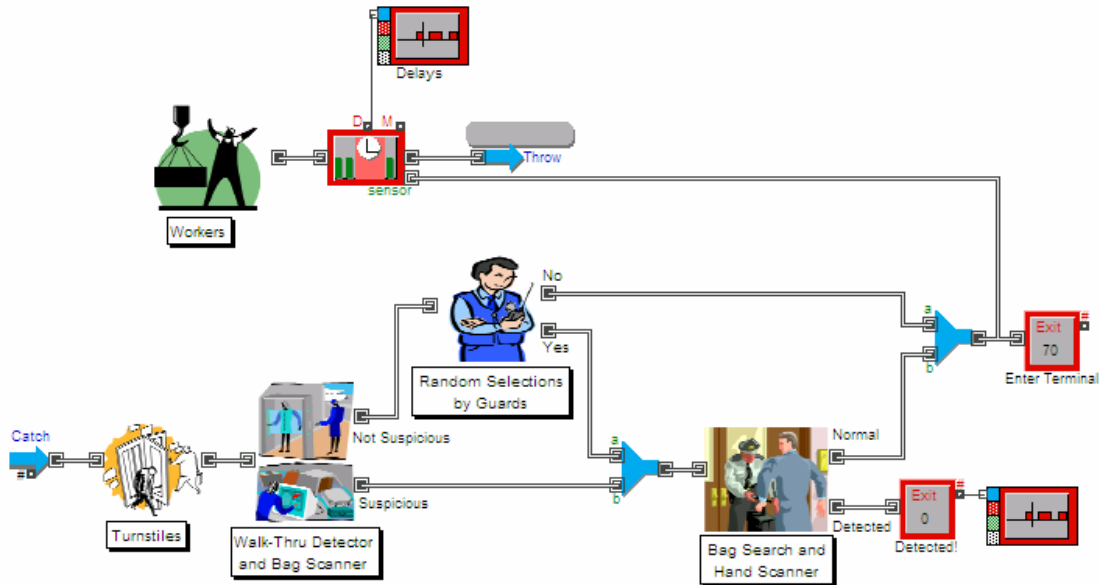 Delays
D M
Throw
sensor
Workers
No
Yes
a
b
#
Exit
70
Enter Terminal
Random Selections
by Guards
Catch
#
Not Suspicious
Suspicious
a
b
Normal
Detected
#
Exit
0
Detected!
Turnstiles
Walk-Thru Detector
and Bag Scanner
Bag Search and
Hand Scanner